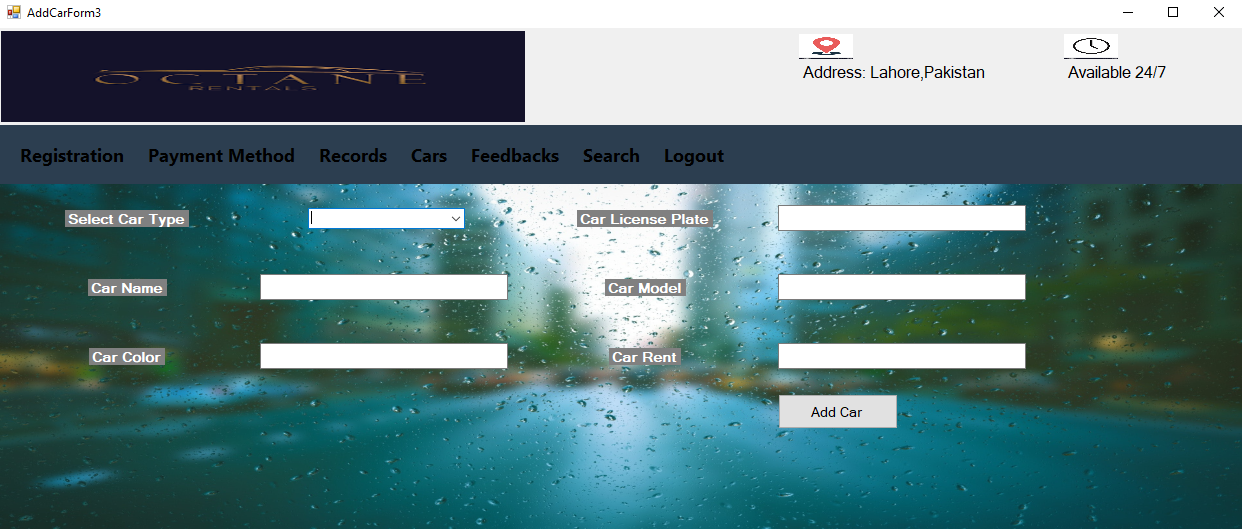 AddCarForm3
OCTANE
RENTALS
Address: Lahore,Pakistan
Available 24/7
Registration Payment Method Records Cars Feedbacks Search Logout
Select Car Type
Car License Plate
Car Name
Car Model
Car Color
Car Rent
Add Car